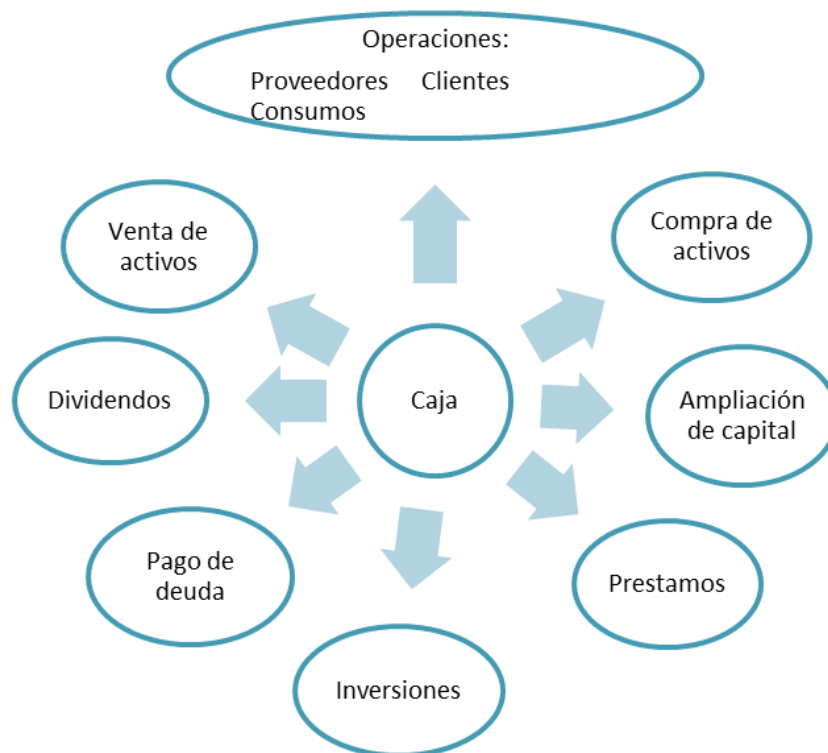 Operaciones:
Proveedores Clientes
Consumos
Venta de
activos
Compra de
activos
Dividendos
Caja
Ampliación
de capital
Pago de
deuda
Prestamos
Inversiones